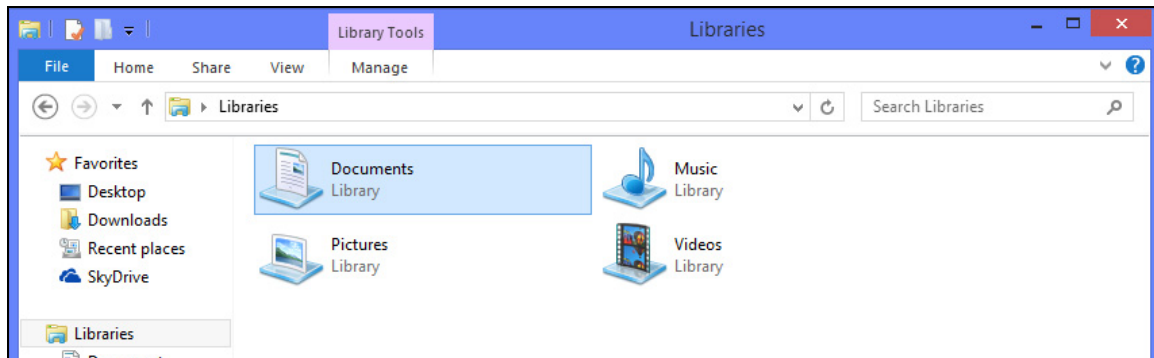 Library Tools
Libraries
File Home Share View Manage
Libraries
Search Libraries
Favorites
Desktop
Downloads
Recent places
SkyDrive
Libraries
Documents
Library
Music
Library
Pictures
Library
Videos
Library